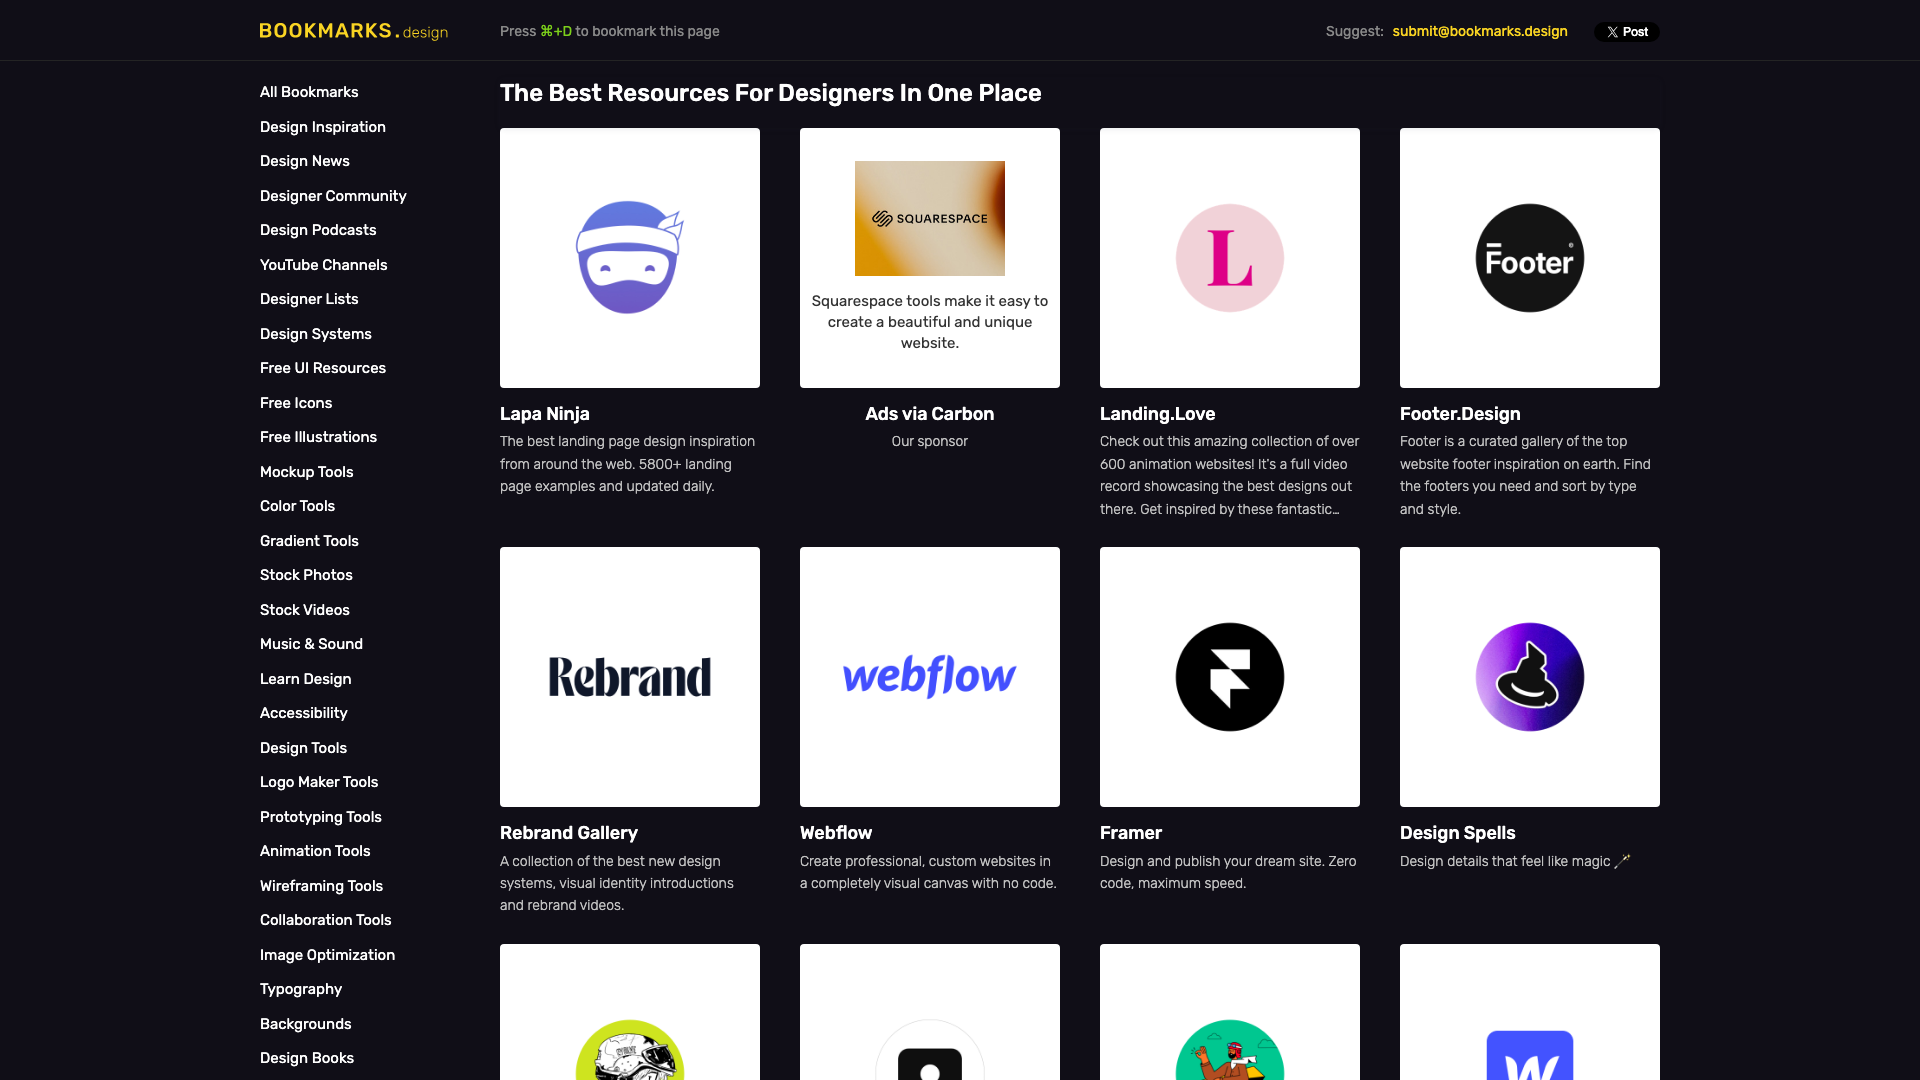 BOOKMARKS.design
Press ⌘+D to bookmark this page
Suggest: submit@bookmarks.design
Post
All Bookmarks
Design Inspiration
Design News
Designer Community
Design Podcasts
YouTube Channels
Designer Lists
Design Systems
Free UI Resources
Free Icons
Free Illustrations
Mockup Tools
Color Tools
Gradient Tools
Stock Photos
Stock Videos
Music & Sound
Learn Design
Accessibility
Design Tools
Logo Maker Tools
Prototyping Tools
Animation Tools
Wireframing Tools
Collaboration Tools
Image Optimization
Typography
Backgrounds
Design Books
The Best Resources For Designers In One Place
Lapa Ninja
The best landing page design inspiration
from around the web. 5800+ landing
page examples and updated daily.
SQUARESPACE
Squarespace tools make it easy to
create a beautiful and unique
website.
Ads via Carbon
Our sponsor
L
Landing.Love
Check out this amazing collection of over
600 animation websites! It's a full video
record showcasing the best designs out
there. Get inspired by these fantastic...
Footer®
Footer.Design
Footer is a curated gallery of the top
website footer inspiration on earth. Find
the footers you need and sort by type
and style.
Rebrand
Rebrand Gallery
A collection of the best new design
systems, visual identity introductions
and rebrand videos.
webflow
Webflow
Create professional, custom websites in
a completely visual canvas with no code.
Framer
Design and publish your dream site. Zero
code, maximum speed.
Design Spells
Design details that feel like magic 🪄